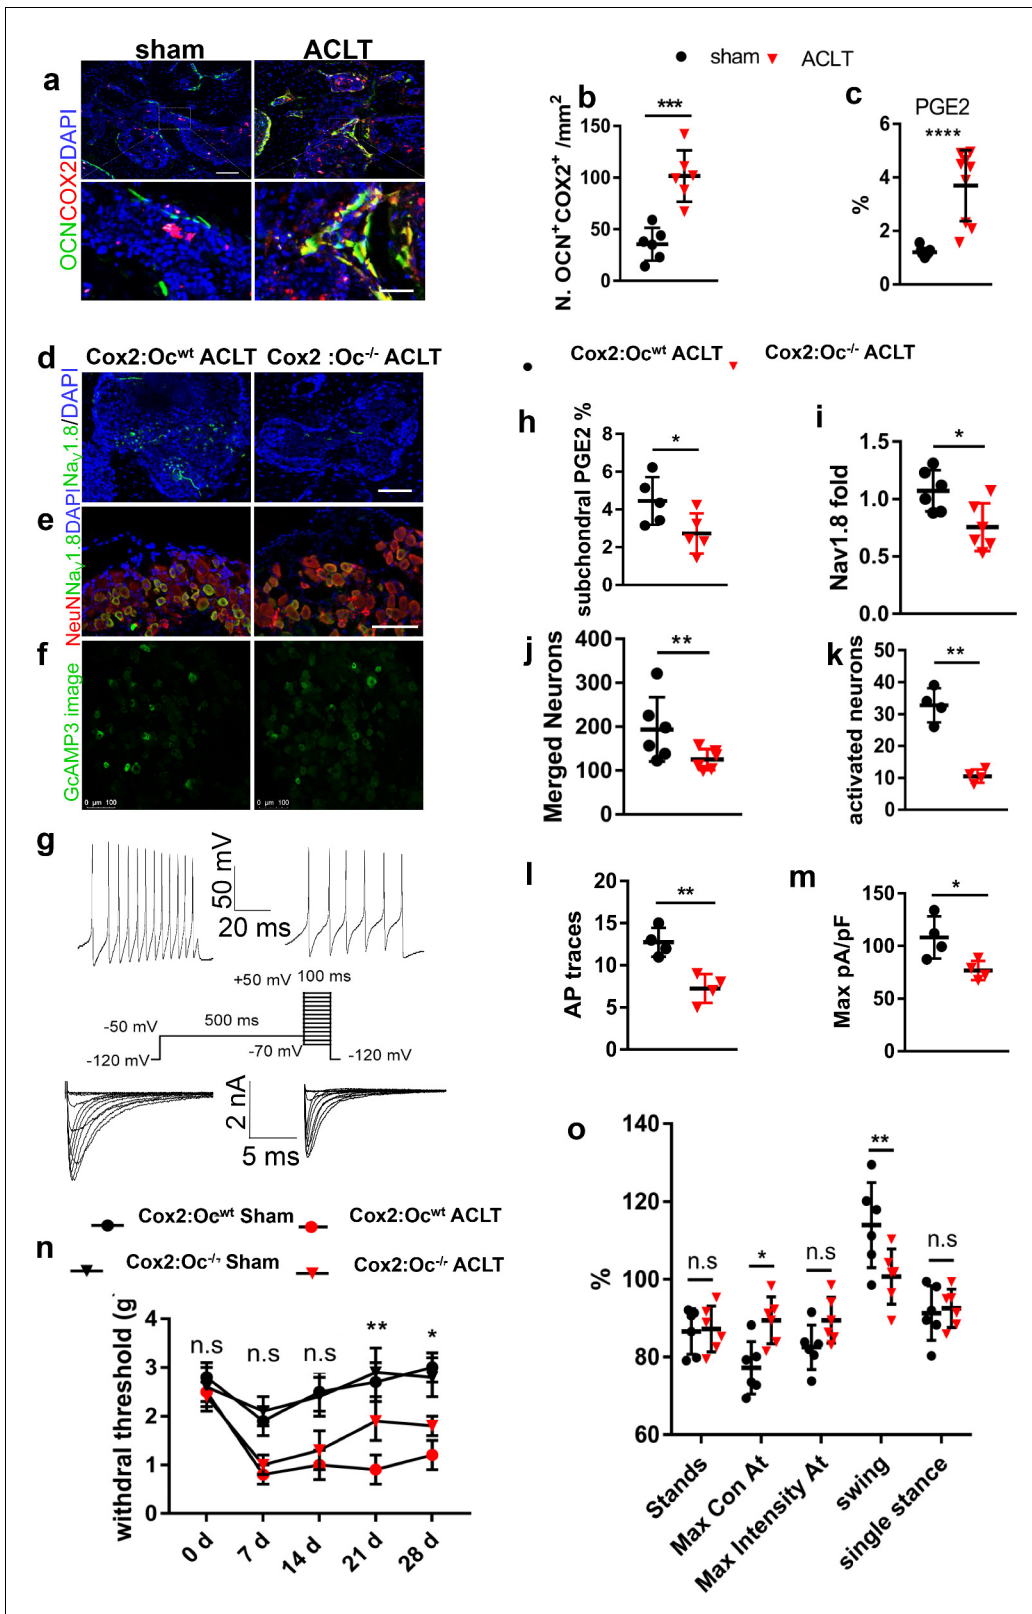 sham ACLT
sham ACLT
a
OCNCOX2DAPI
b
***
N. OCN⁺COX2⁺ /mm²
150
100
50
0
c
PGE2
****
%
6
4
2
0
d
Cox2:Ocʷᵗ ACLT Cox2 :Oc⁻/⁻ ACLT
Cox2:Ocʷᵗ ACLT Cox2:Oc⁻/⁻ ACLT
Naᵥ1.8/DAPI
e
NeuNNaᵥ1.8DAPI
f
GcAMP3 image
0 µm 100
0 µm 100
h
subchondral PGE2 %
8
6
4
2
0
*
i
Nav1.8 fold
1.5
1.0
0.5
0.0
*
j
Merged Neurons
400
300
200
100
0
**
k
activated neurons
50
40
30
20
10
0
**
g
50 mV
20 ms
+50 mV 100 ms
-50 mV 500 ms
-120 mV -70 mV -120 mV
2 nA
5 ms
l
AP traces
20
15
10
5
0
**
m
Max pA/pF
150
100
50
0
*
Cox2:Ocʷᵗ Sham Cox2:Ocʷᵗ ACLT
Cox2:Oc⁻/⁻ Sham Cox2:Oc⁻/⁻ ACLT
n
withdral threshold (g
4
3
2
1
0
n.s n.s n.s ** *
0 d 7 d 14 d 21 d 28 d
o
%
140
120
100
80
60
n.s * n.s ** n.s
Stands Max Con At Max Intensity At swing single stance